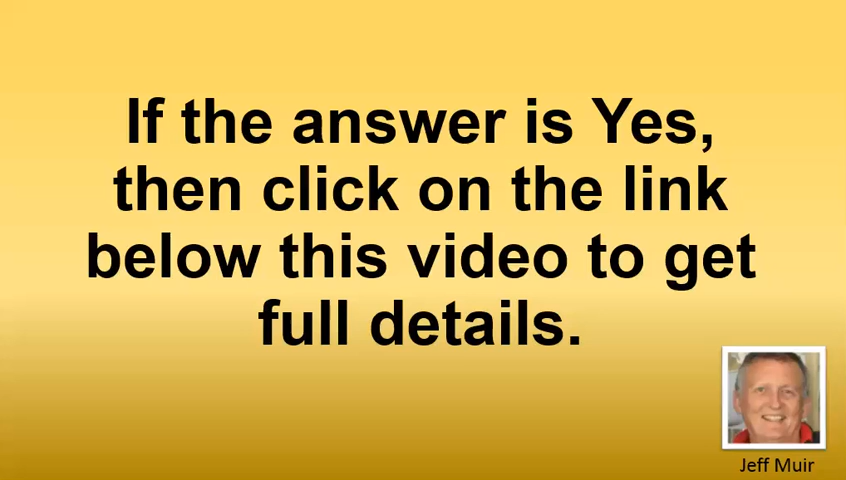 If the answer is Yes,
then click on the link
below this video to get
full details.
Jeff Muir